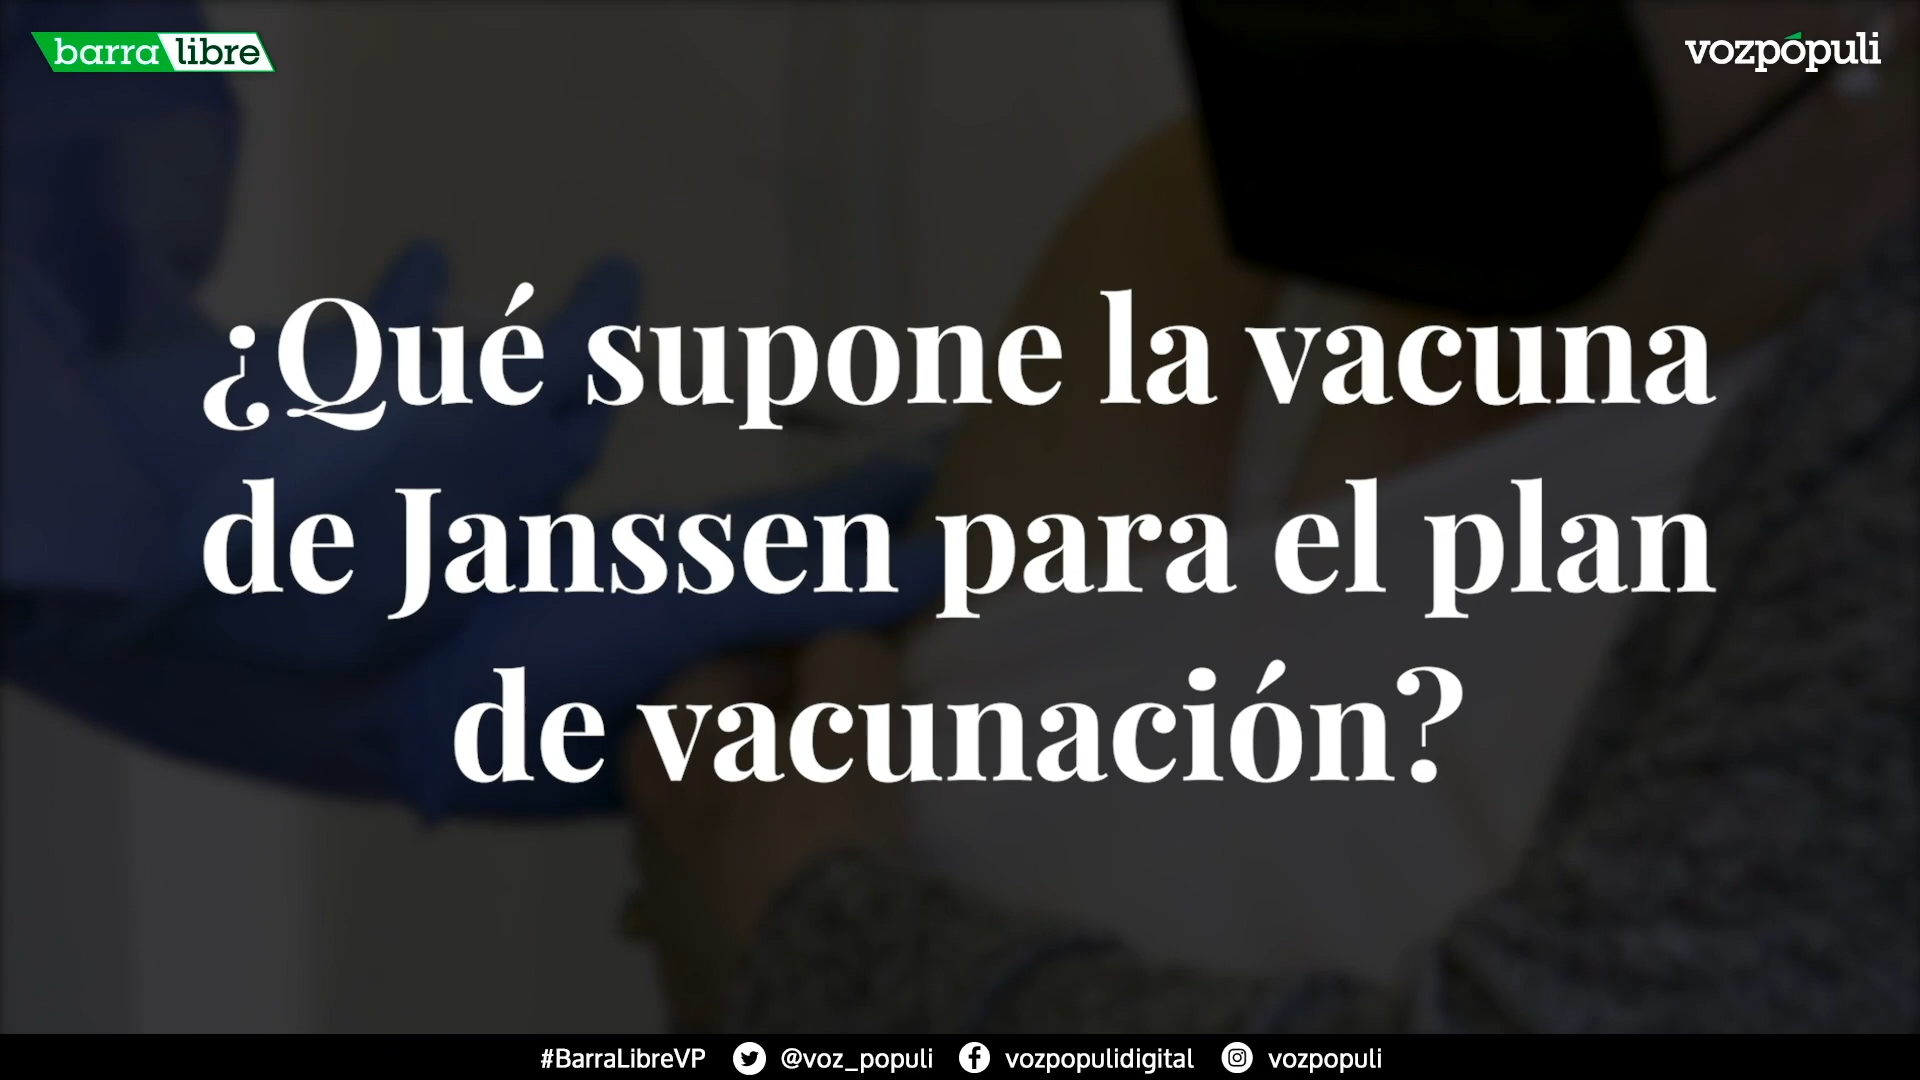 barra libre
vozpópuli
¿Qué supone la vacuna
de Janssen para el plan
de vacunación?
#BarraLibreVP @voz_populi vozpopulidigital vozpopuli